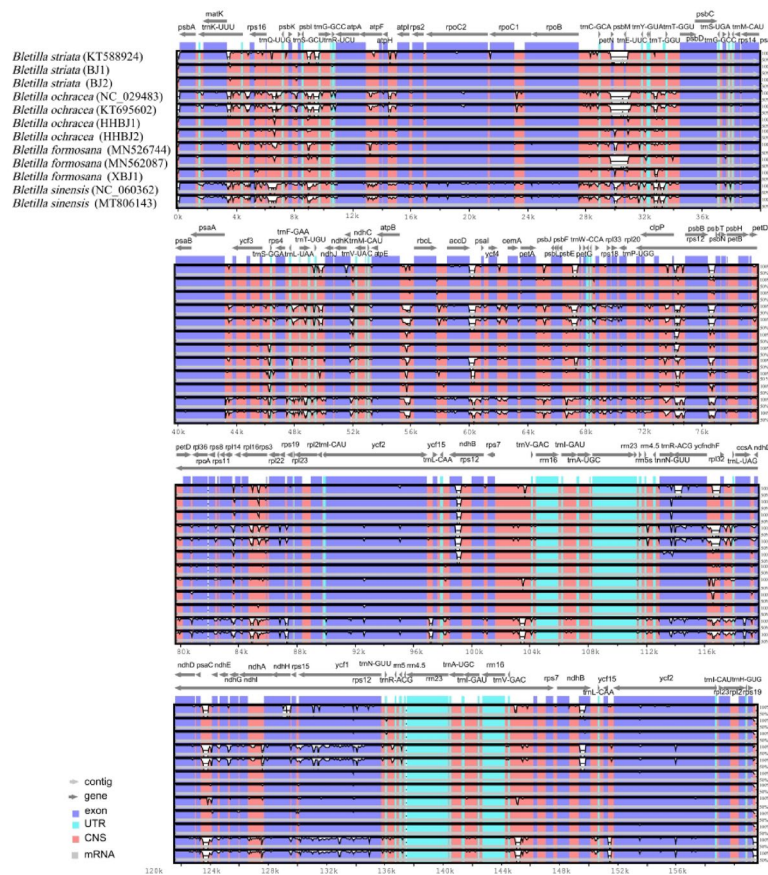 psbC
matK
psbA trnK-UUU rps16 psbK psbI trnG-GCC atpA atpF atpI rps2 rpoC2 rpoC1 rpoB trnC-GCA psbM trnY-GUA trnT-GGU trnS-UGA trnM-CAU
trnQ-UUG trnS-GCU trnR-UCU atpH petN trnE-UUC trnT-GGU psbD trnG-GCC rps14
Bletilla striata (KT588924)
Bletilla striata (BJ1)
Bletilla striata (BJ2)
Bletilla ochracea (NC_029483)
Bletilla ochracea (KT695602)
Bletilla ochracea (HHBJ1)
Bletilla ochracea (HHBJ2)
Bletilla formosana (MN526744)
Bletilla formosana (MN562087)
Bletilla formosana (XBJ1)
Bletilla sinensis (NC_060362)
Bletilla sinensis (MT806143)
0k 4k 8k 12k 16k 20k 24k 28k 32k 36k
psaA trnF-GAA ndhC atpB clpP psbB psbT psbH petD
psaB ycf3 rps4 trnT-UGU ndhK trnM-CAU rbcL accD psaI cemA psbJ psbF trnW-CCA rpl33 rpl20 rps12 psbN petB
trnS-GGA trnL-UAA ndhJ trnV-UAC atpE ycf4 petA psbL psbE petG rps18 trnP-UGG
40k 44k 48k 52k 56k 60k 64k 68k 72k 76k
petD rpl36 rps8 rpl14 rpl16 rps3 rps19 rpl2 trnI-CAU ycf2 ycf15 ndhB rps7 trnV-GAC trnI-GAU rrn23 rrn4.5 trnR-ACG ycf ndhF ccsA ndhD
rpoA rps11 rpl22 rpl23 trnL-CAA rps12 rrn16 trnA-UGC rrn5 trnN-GUU rpl32 trnL-UAG
80k 84k 88k 92k 96k 100k 104k 108k 112k 116k
ndhD psaC ndhE ndhA ndhH rps15 ycf1 trnN-GUU rrn5 rrn4.5 trnA-UGC rrn16 rps7 ndhB ycf15 ycf2 trnI-CAU trnH-GUG
ndhG ndhI rps12 trnR-ACG rrn23 trnI-GAU trnV-GAC trnL-CAA rpl23 rpl2 rps19
contig
gene
exon
UTR
CNS
mRNA
120k 124k 128k 132k 136k 140k 144k 148k 152k 156k